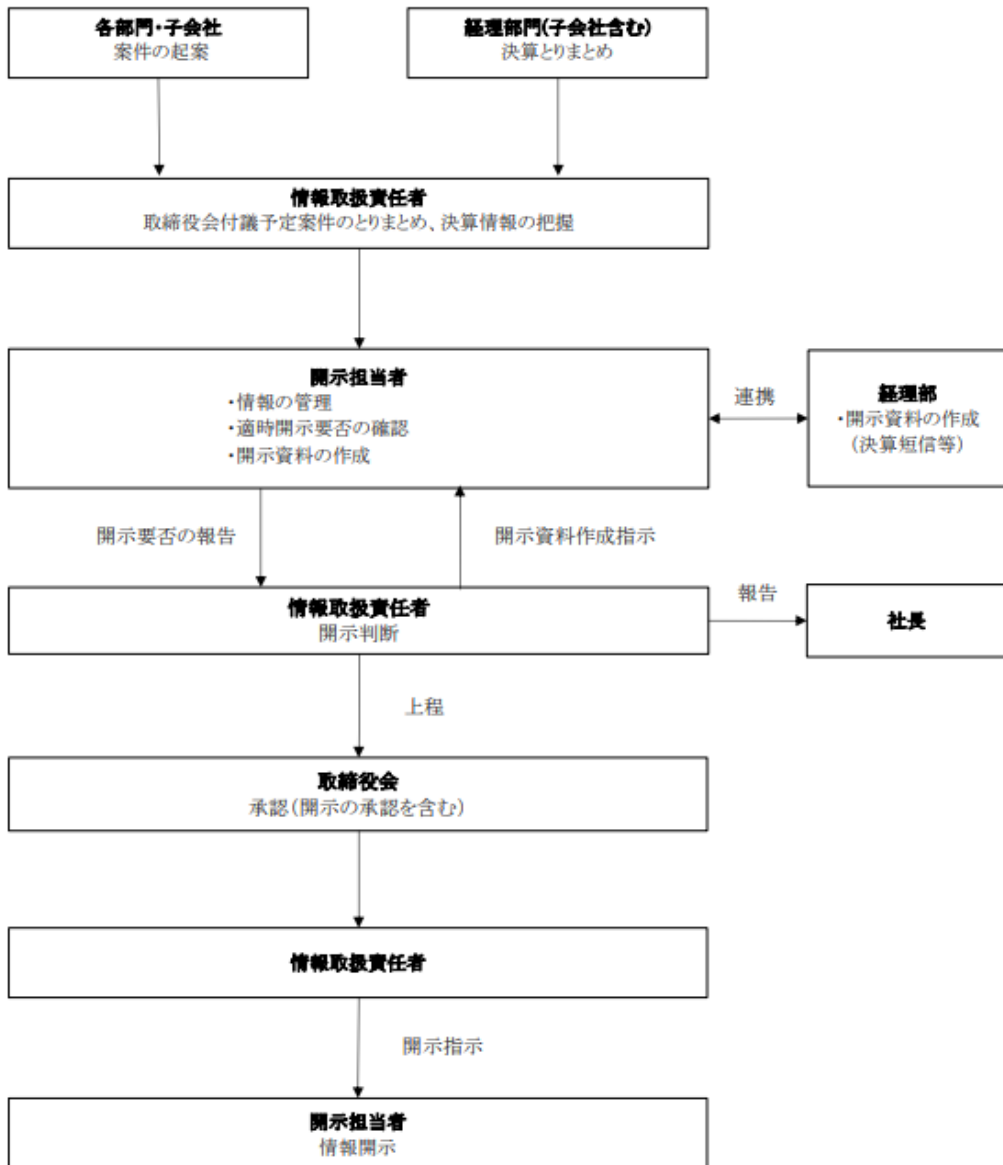 各部門・子会社
案件の起案
経理部門(子会社含む)
決算とりまとめ
情報取扱責任者
取締役会付議予定案件のとりまとめ、決算情報の把握
開示担当者
・情報の管理
・適時開示要否の確認
・開示資料の作成
連携
経理部
・開示資料の作成
(決算短信等)
開示要否の報告
開示資料作成指示
情報取扱責任者
開示判断
報告
社長
上程
取締役会
承認(開示の承認を含む)
情報取扱責任者
開示指示
開示担当者
情報開示